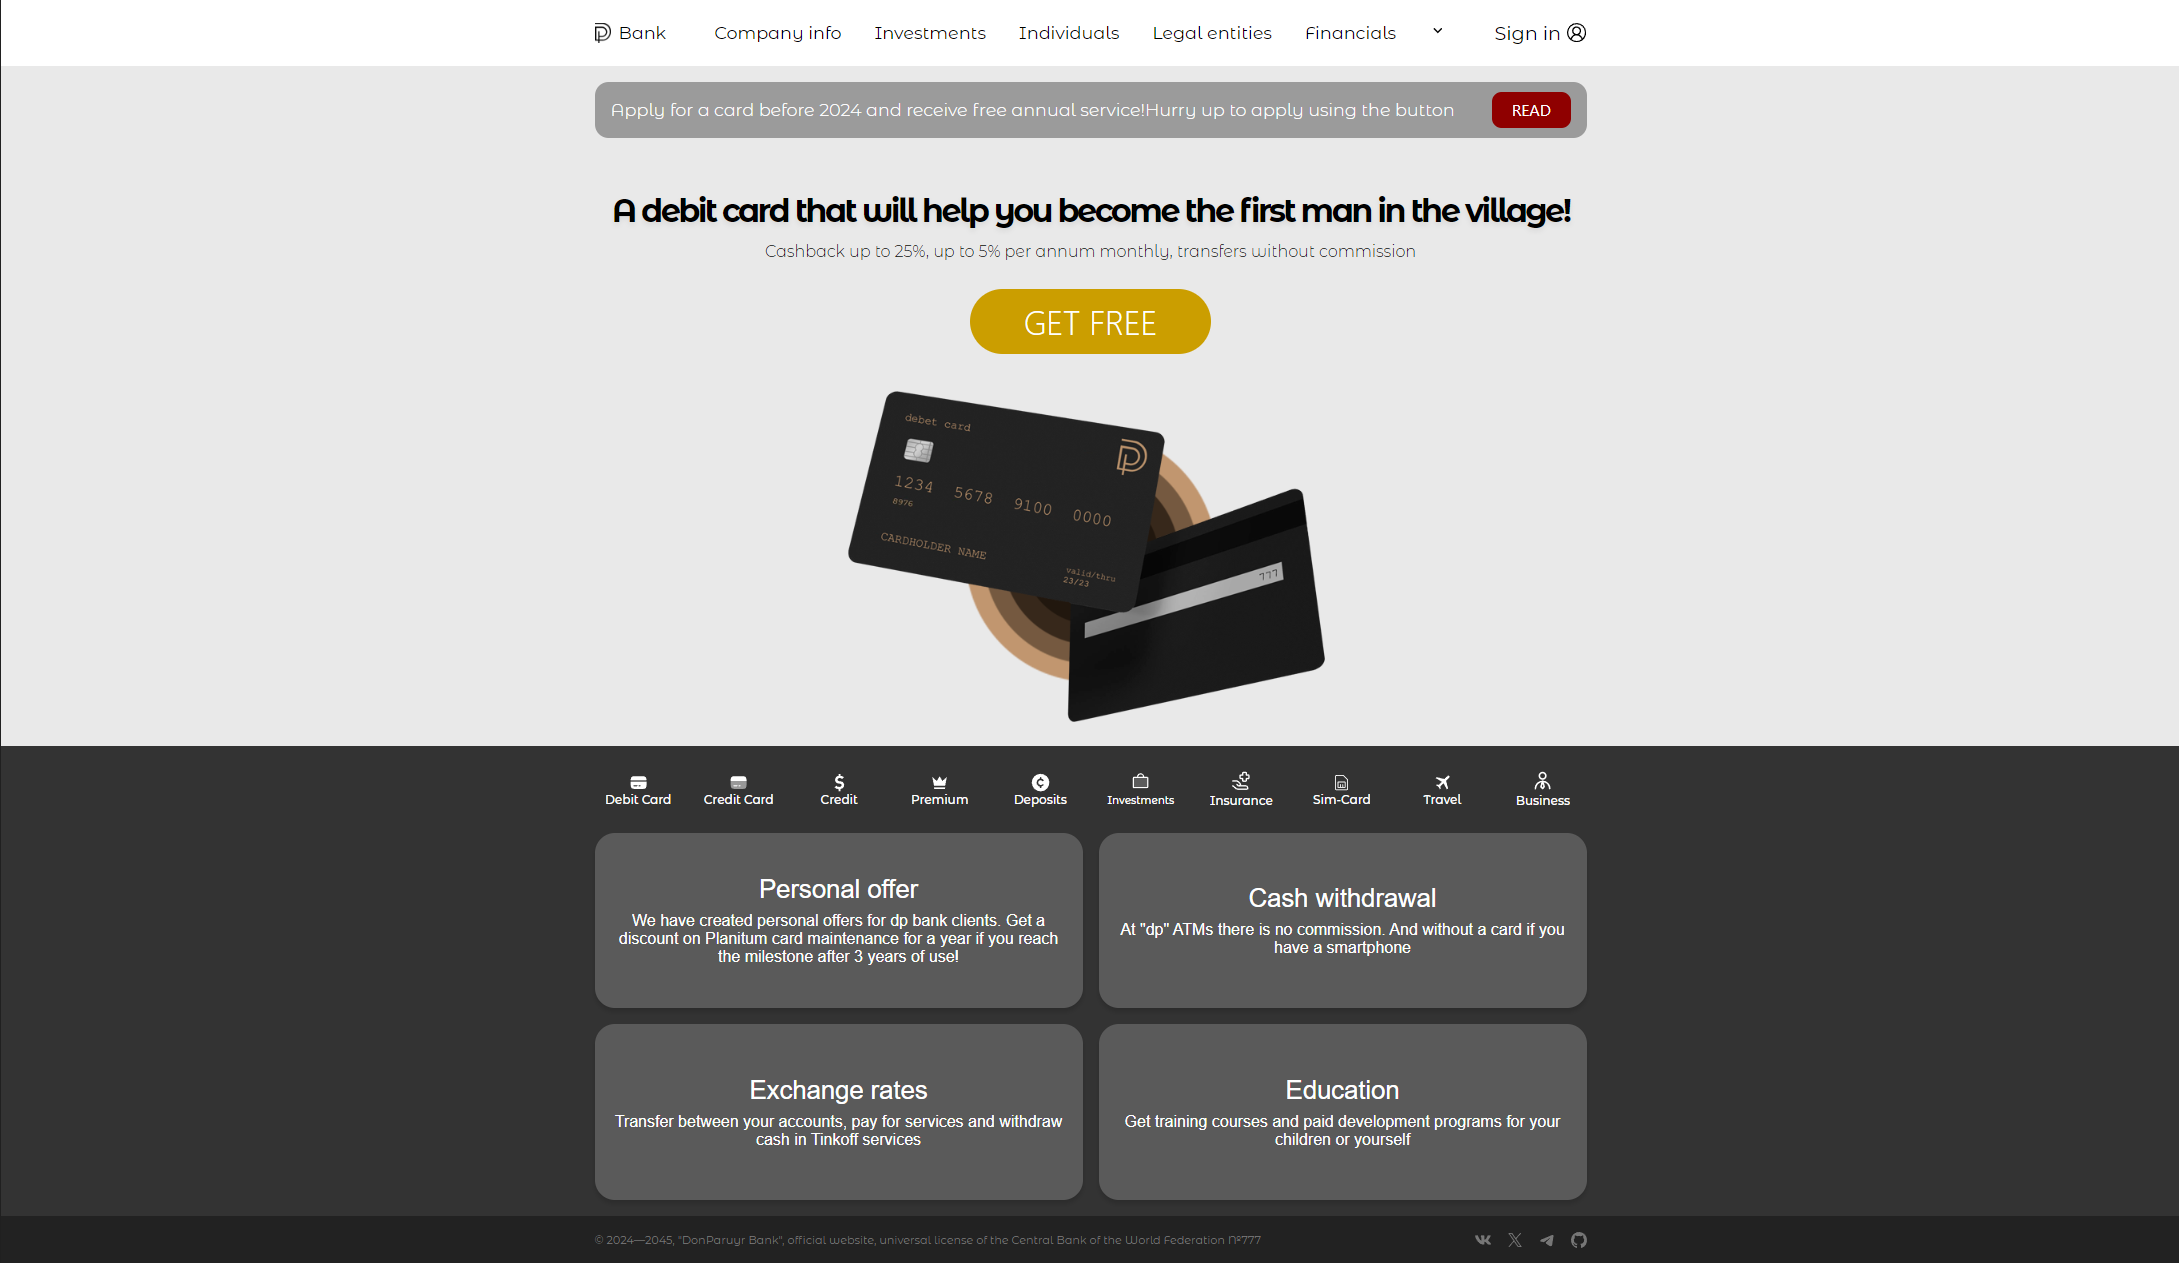 Bank Company info Investments Individuals Legal entities Financials Sign in
Apply for a card before 2024 and receive free annual service!Hurry up to apply using the button READ
A debit card that will help you become the first man in the village!
Cashback up to 25%, up to 5% per annum monthly, transfers without commission
GET FREE
debet card
1234 5678 9100 0000
8976
CARDHOLDER NAME
valid/thru
23/23
777
Debit Card Credit Card Credit Premium Deposits Investments Insurance Sim-Card Travel Business
Personal offer
We have created personal offers for dp bank clients. Get a
discount on Planitum card maintenance for a year if you reach
the milestone after 3 years of use!
Cash withdrawal
At "dp" ATMs there is no commission. And without a card if you
have a smartphone
Exchange rates
Transfer between your accounts, pay for services and withdraw
cash in Tinkoff services
Education
Get training courses and paid development programs for your
children or yourself
© 2024—2045, "DonParuyr Bank", official website, universal license of the Central Bank of the World Federation №777